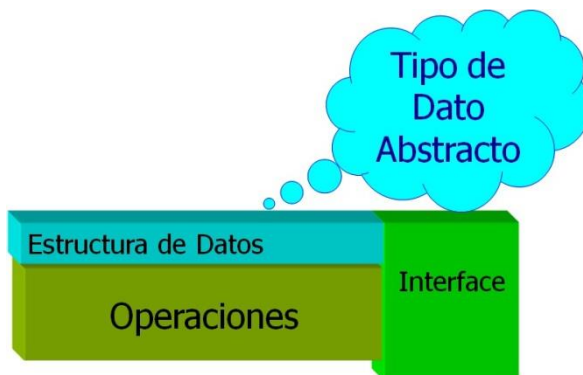 Tipo de
Dato
Abstracto
Estructura de Datos
Interface
Operaciones